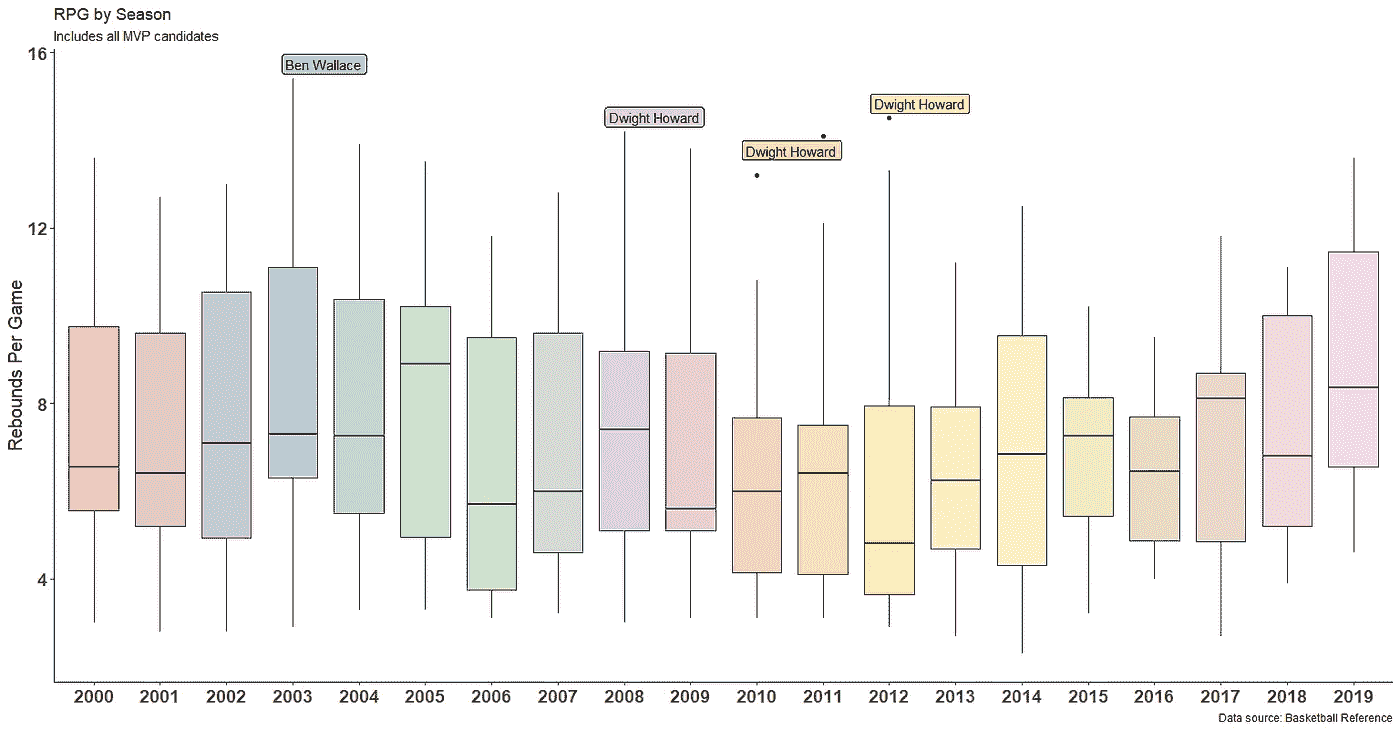 RPG by Season
Includes all MVP candidates
16
Ben Wallace
Dwight Howard
Dwight Howard
Dwight Howard
12
8
4
Rebounds Per Game
2000 2001 2002 2003 2004 2005 2006 2007 2008 2009 2010 2011 2012 2013 2014 2015 2016 2017 2018 2019
Data source: Basketball Reference